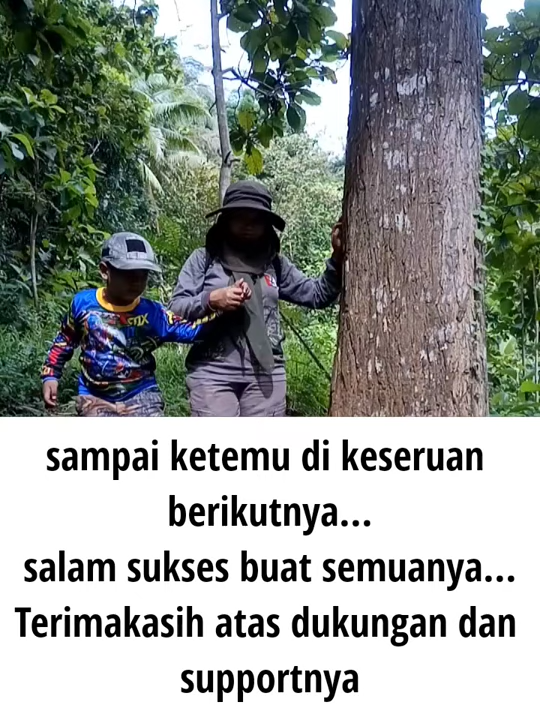 sampai ketemu di keseruan
berikutnya...
salam sukses buat semuanya...
Terimakasih atas dukungan dan
supportnya